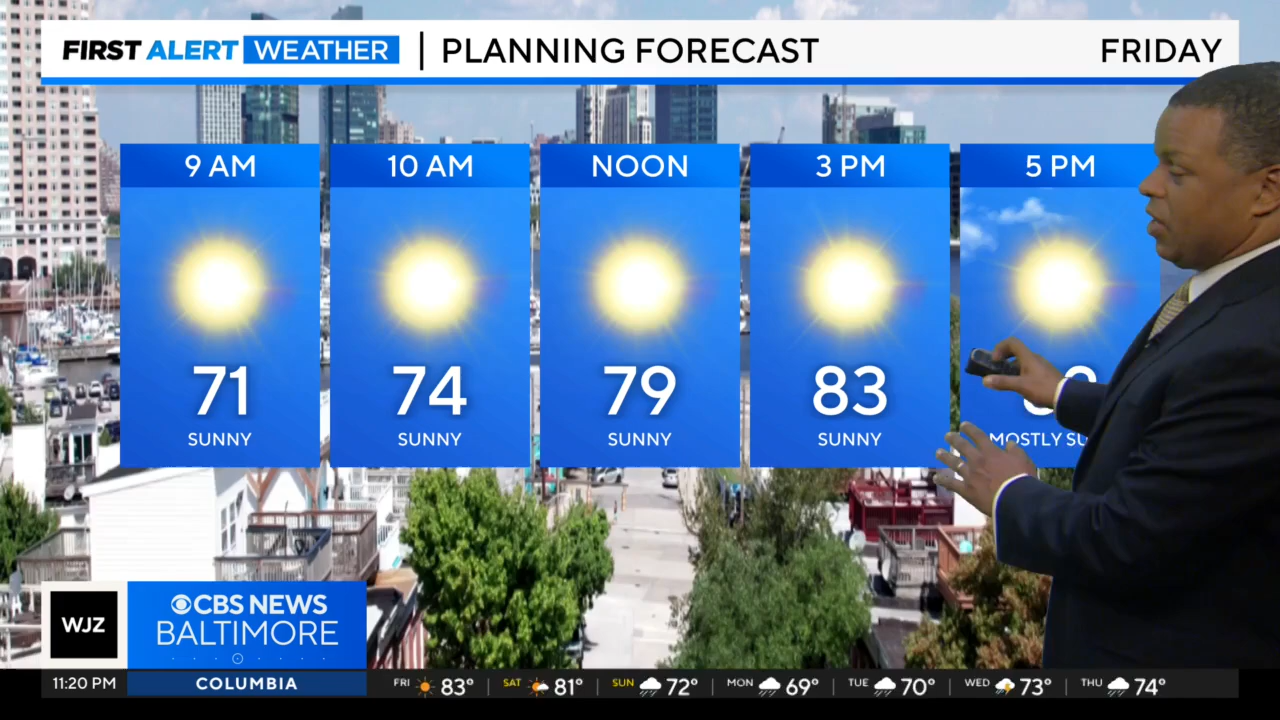 FIRST ALERT WEATHER | PLANNING FORECAST FRIDAY
9 AM 10 AM NOON 3 PM 5 PM
71 74 79 83
SUNNY SUNNY SUNNY SUNNY MOSTLY
WJZ
CBS NEWS
BALTIMORE
11:20 PM COLUMBIA FRI 83° SAT 81° SUN 72° MON 69° TUE 70° WED 73° THU 74°